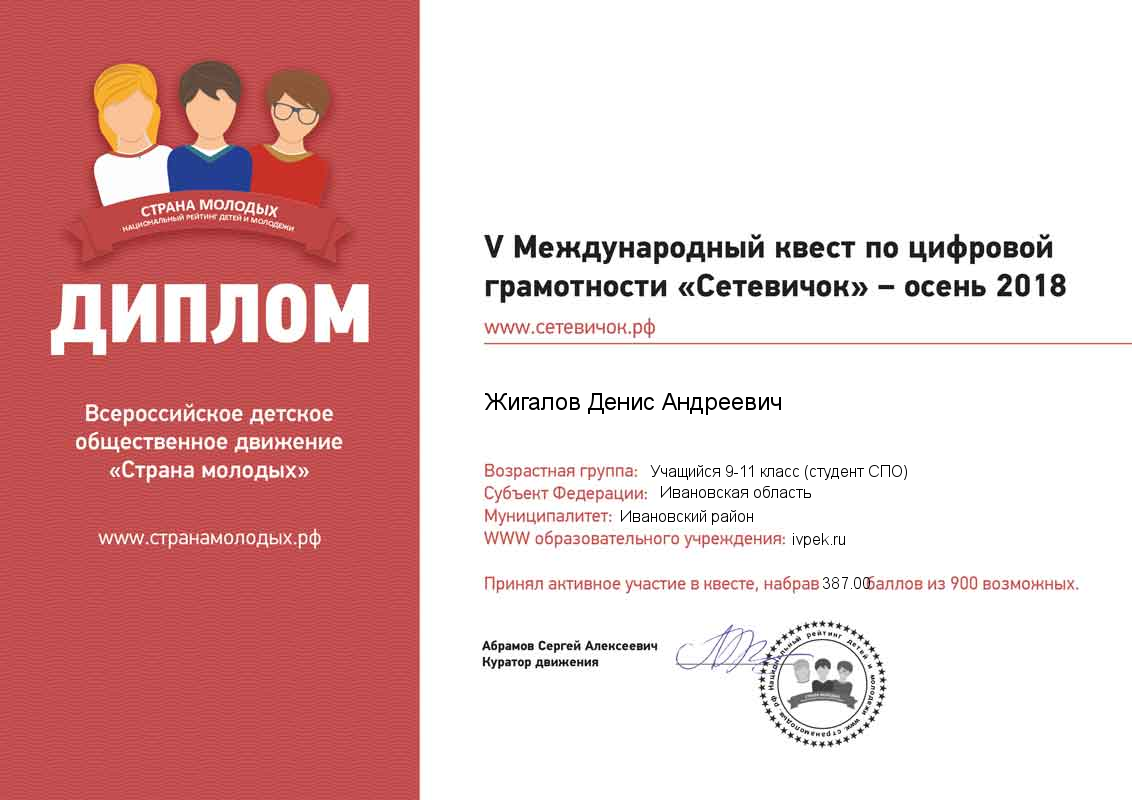 СТРАНА МОЛОДЫХ
НАЦИОНАЛЬНЫЙ РЕЙТИНГ ДЕТЕЙ И МОЛОДЕЖИ
ДИПЛОМ
Всероссийское детское
общественное движение
«Страна молодых»
www.странамолодых.рф
V Международный квест по цифровой
грамотности «Сетевичок» – осень 2018
www.сетевичок.рф
Жигалов Денис Андреевич
Возрастная группа: Учащийся 9-11 класс (студент СПО)
Субъект Федерации: Ивановская область
Муниципалитет: Ивановский район
WWW образовательного учреждения: ivpek.ru
Принял активное участие в квесте, набрав 387.00 баллов из 900 возможных.
Абрамов Сергей Алексеевич
Куратор движения
Национальный рейтинг детей и молодежи www.странамолодых.рф
СТРАНА МОЛОДЫХ